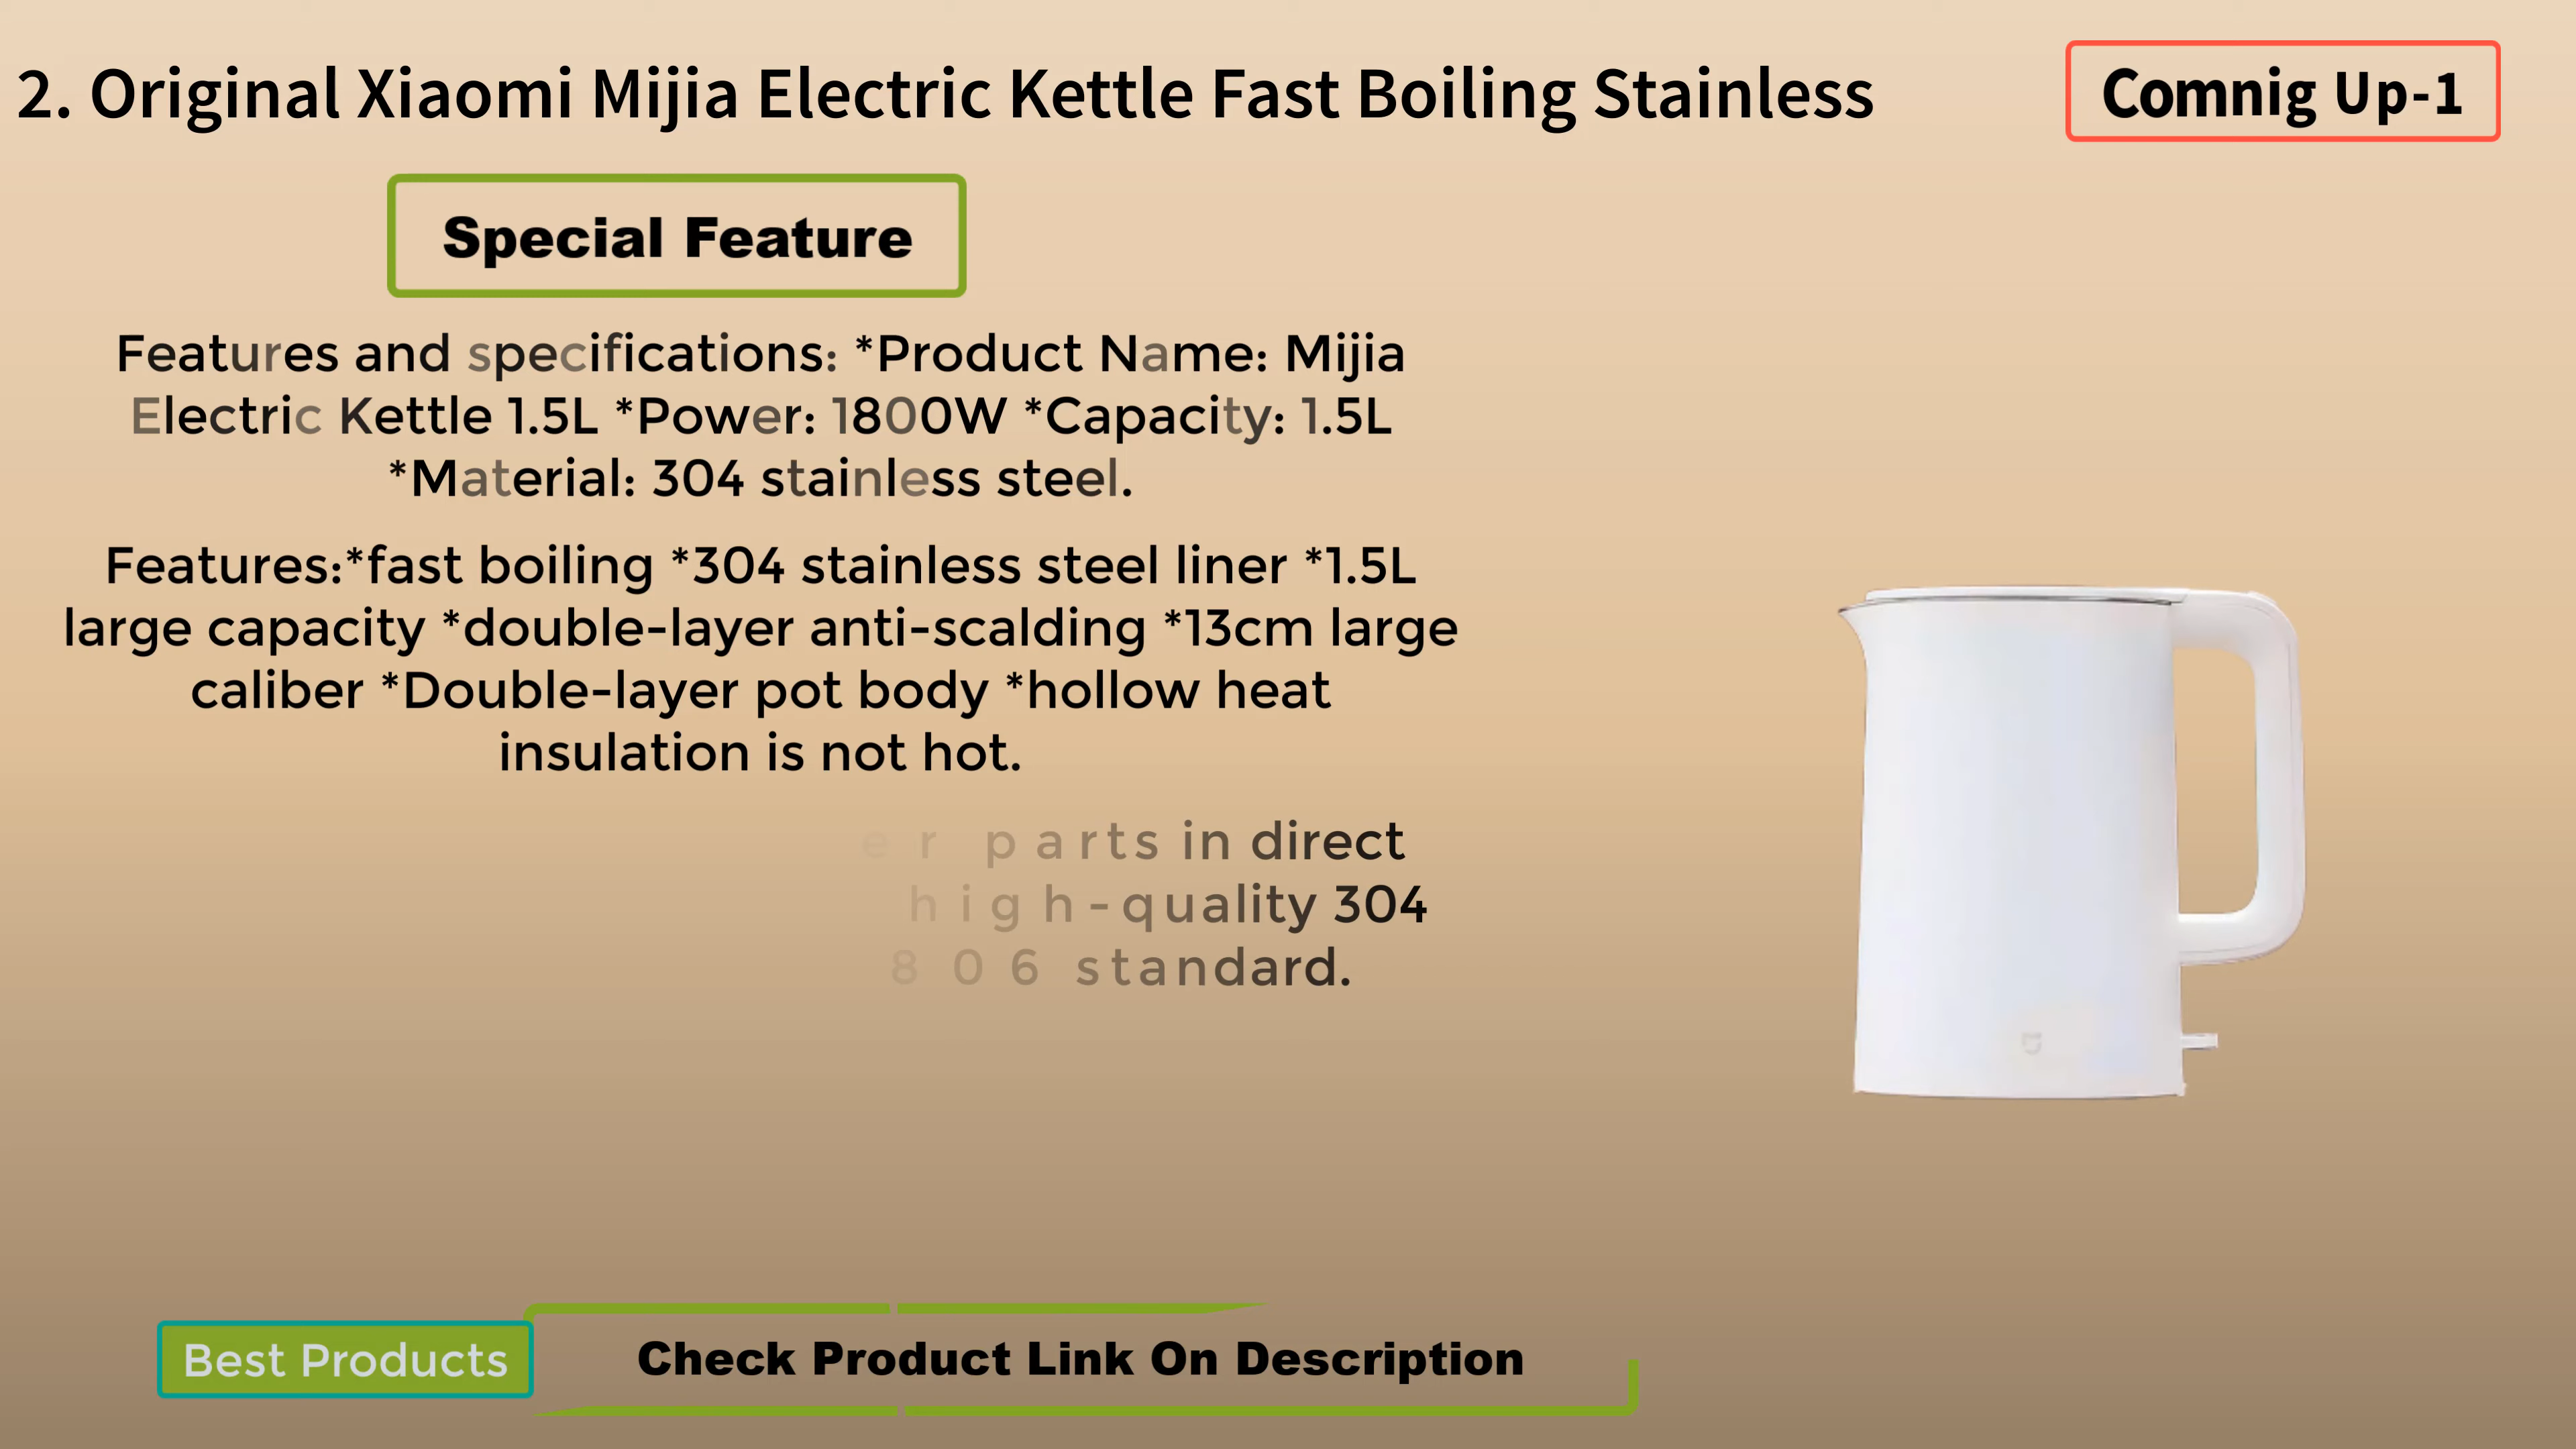 2. Original Xiaomi Mijia Electric Kettle Fast Boiling Stainless
Comnig Up-1
Special Feature
Features and specifications: *Product Name: Mijia
Electric Kettle 1.5L *Power: 1800W *Capacity: 1.5L
*Material: 304 stainless steel.
Features:*fast boiling *304 stainless steel liner *1.5L
large capacity *double-layer anti-scalding *13cm large
caliber *Double-layer pot body *hollow heat
insulation is not hot.
parts in direct
high-quality 304
806 standard.
Best Products
Check Product Link On Description